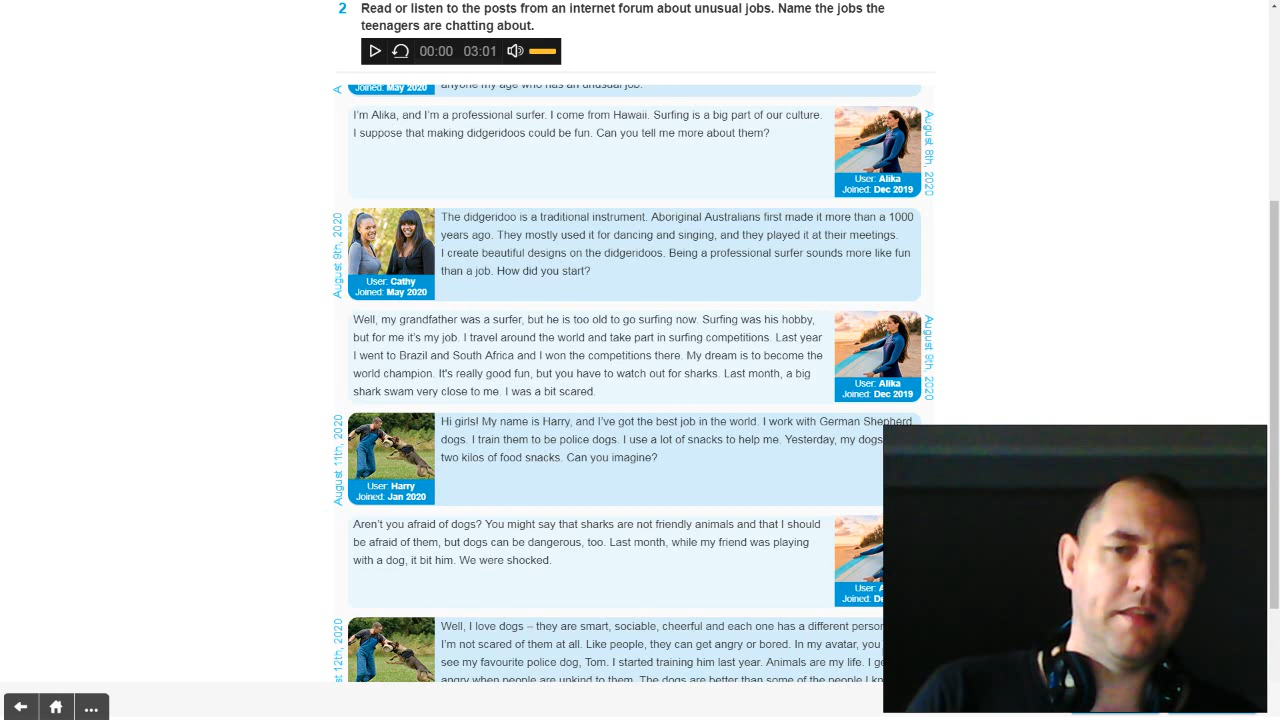 2 Read or listen to the posts from an internet forum about unusual jobs. Name the jobs the
teenagers are chatting about.
00:00 03:01
A
Joined: May 2020
anyone my age who has an unusual job.
I'm Alika, and I'm a professional surfer. I come from Hawaii. Surfing is a big part of our culture.
I suppose that making didgeridoos could be fun. Can you tell me more about them?
User: Alika
Joined: Dec 2019
August 8th, 2020
August 9th, 2020
User: Cathy
Joined: May 2020
The didgeridoo is a traditional instrument. Aboriginal Australians first made it more than a 1000
years ago. They mostly used it for dancing and singing, and they played it at their meetings.
I create beautiful designs on the didgeridoos. Being a professional surfer sounds more like fun
than a job. How did you start?
Well, my grandfather was a surfer, but he is too old to go surfing now. Surfing was his hobby,
but for me it's my job. I travel around the world and take part in surfing competitions. Last year
I went to Brazil and South Africa and I won the competitions there. My dream is to become the
world champion. It's really good fun, but you have to watch out for sharks. Last month, a big
shark swam very close to me. I was a bit scared.
User: Alika
Joined: Dec 2019
August 9th, 2020
August 11th, 2020
User: Harry
Joined: Jan 2020
Hi girls! My name is Harry, and I've got the best job in the world. I work with German Shepherd
dogs. I train them to be police dogs. I use a lot of snacks to help me. Yesterday, my dogs
two kilos of food snacks. Can you imagine?
Aren't you afraid of dogs? You might say that sharks are not friendly animals and that I should
be afraid of them, but dogs can be dangerous, too. Last month, while my friend was playing
with a dog, it bit him. We were shocked.
User:
Joined:
12th, 2020
Well, I love dogs – they are smart, sociable, cheerful and each one has a different
I'm not scared of them at all. Like people, they can get angry or bored. In my avatar, you
see my favourite police dog, Tom. I started training him last year. Animals are my life. I
angry when people are unkind to them. The dogs are better than some of the people I
...